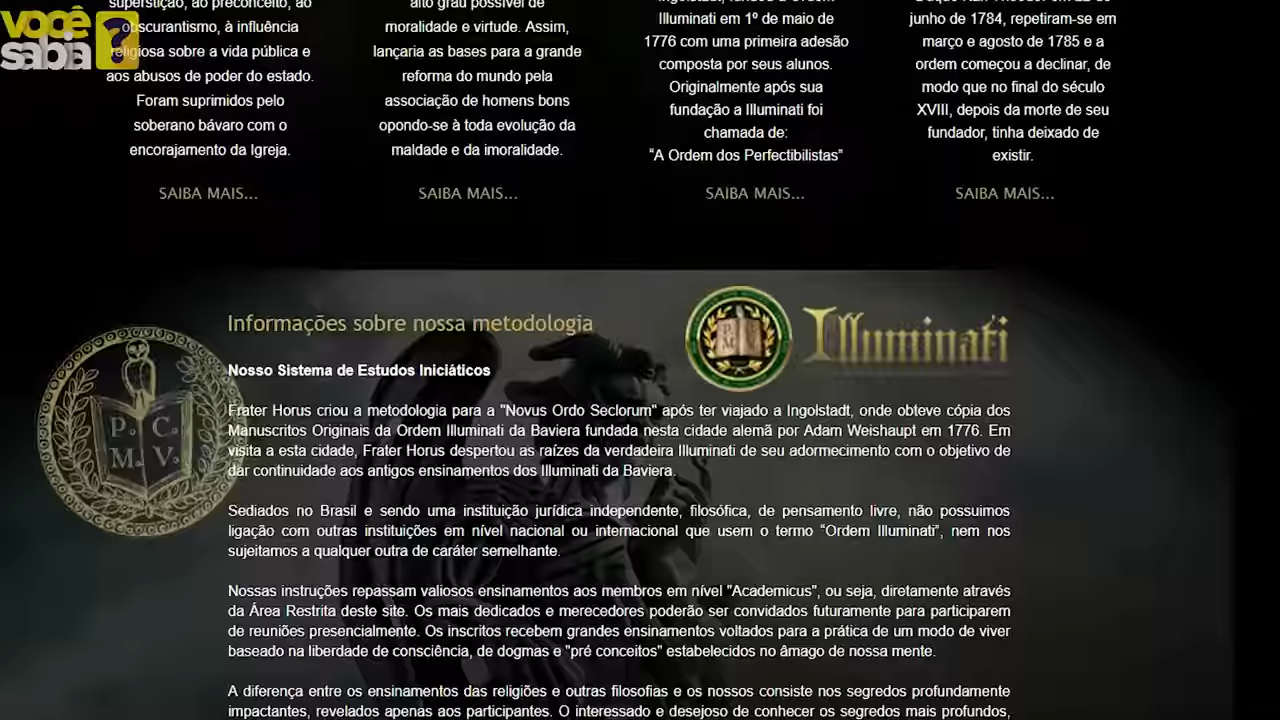 você
sabia?
superstição, ao preconceito, ao
obscurantismo, à influência
religiosa sobre a vida pública e
aos abusos de poder do estado.
Foram suprimidos pelo
soberano bávaro com o
encorajamento da Igreja.
SAIBA MAIS...
alto grau possível de
moralidade e virtude. Assim,
lançaria as bases para a grande
reforma do mundo pela
associação de homens bons
opondo-se à toda evolução da
maldade e da imoralidade.
SAIBA MAIS...
Illuminati em 1º de maio de
1776 com uma primeira adesão
composta por seus alunos.
Originalmente após sua
fundação a Illuminati foi
chamada de:
“A Ordem dos Perfectibilistas”
SAIBA MAIS...
junho de 1784, repetiram-se em
março e agosto de 1785 e a
ordem começou a declinar, de
modo que no final do século
XVIII, depois da morte de seu
fundador, tinha deixado de
existir.
SAIBA MAIS...
Informações sobre nossa metodologia
Illuminati
P. C.
M. V.
Nosso Sistema de Estudos Iniciáticos
Frater Horus criou a metodologia para a "Novus Ordo Seclorum" após ter viajado a Ingolstadt, onde obteve cópia dos
Manuscritos Originais da Ordem Illuminati da Baviera fundada nesta cidade alemã por Adam Weishaupt em 1776. Em
visita a esta cidade, Frater Horus despertou as raízes da verdadeira Illuminati de seu adormecimento com o objetivo de
dar continuidade aos antigos ensinamentos dos Illuminati da Baviera.
Sediados no Brasil e sendo uma instituição jurídica independente, filosófica, de pensamento livre, não possuimos
ligação com outras instituições em nível nacional ou internacional que usem o termo “Ordem Illuminati”, nem nos
sujeitamos a qualquer outra de caráter semelhante.
Nossas instruções repassam valiosos ensinamentos aos membros em nível "Academicus", ou seja, diretamente através
da Área Restrita deste site. Os mais dedicados e merecedores poderão ser convidados futuramente para participarem
de reuniões presencialmente. Os inscritos recebem grandes ensinamentos voltados para a prática de um modo de viver
baseado na liberdade de consciência, de dogmas e "pré conceitos" estabelecidos no âmago de nossa mente.
A diferença entre os ensinamentos das religiões e outras filosofias e os nossos consiste nos segredos profundamente
impactantes, revelados apenas aos participantes. O interessado e desejoso de conhecer os segredos mais profundos,